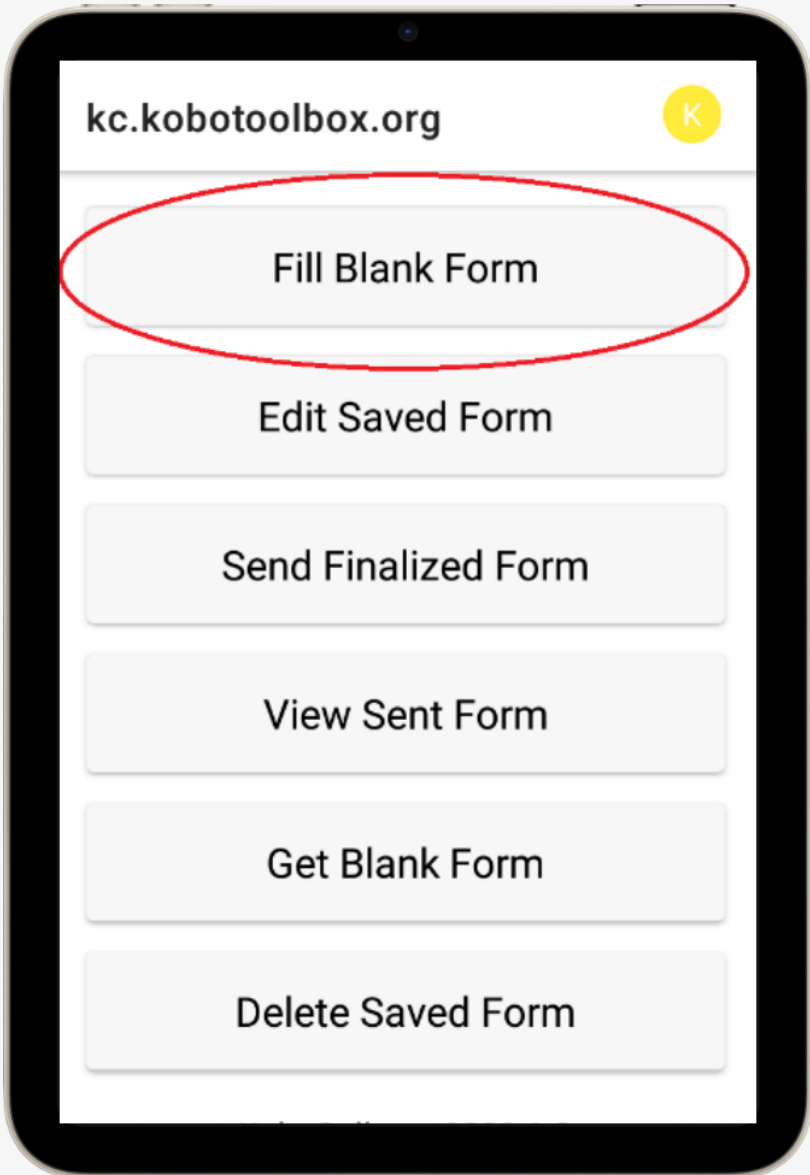 kc.kobotoolbox.org
K
Fill Blank Form
Edit Saved Form
Send Finalized Form
View Sent Form
Get Blank Form
Delete Saved Form